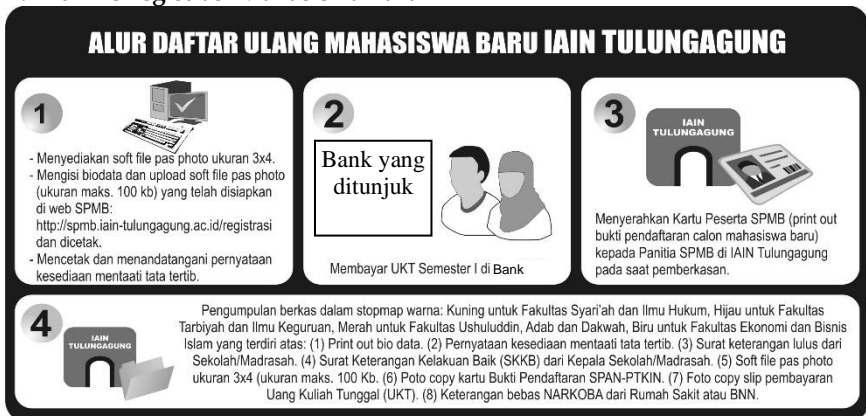 ALUR DAFTAR ULANG MAHASISWA BARU IAIN TULUNGAGUNG
1
- Menyediakan soft file pas photo ukuran 3x4.
- Mengisi biodata dan upload soft file pas photo
(ukuran maks. 100 kb) yang telah disiapkan
di web SPMB:
http://spmb.iain-tulungagung.ac.id/registrasi
dan dicetak.
- Mencetak dan menandatangani pernyataan
kesediaan mentaati tata tertib.
2
Bank yang
ditunjuk
Membayar UKT Semester I di Bank
3
IAIN
TULUNGAGUNG
Menyerahkan Kartu Peserta SPMB (print out
bukti pendaftaran calon mahasiswa baru)
kepada Panitia SPMB di IAIN Tulungagung
pada saat pemberkasan.
4
IAIN
TULUNGAGUNG
Pengumpulan berkas dalam stopmap warna: Kuning untuk Fakultas Syari'ah dan Ilmu Hukum, Hijau untuk Fakultas
Tarbiyah dan Ilmu Keguruan, Merah untuk Fakultas Ushuluddin, Adab dan Dakwah, Biru untuk Fakultas Ekonomi dan Bisnis
Islam yang terdiri atas: (1) Print out bio data. (2) Pernyataan kesediaan mentaati tata tertib. (3) Surat keterangan lulus dari
Sekolah/Madrasah. (4) Surat Keterangan Kelakuan Baik (SKKB) dari Kepala Sekolah/Madrasah. (5) Soft file pas photo
ukuran 3x4 (ukuran maks. 100 Kb. (6) Poto copy kartu Bukti Pendaftaran SPAN-PTKIN. (7) Foto copy slip pembayaran
Uang Kuliah Tunggal (UKT). (8) Keterangan bebas NARKOBA dari Rumah Sakit atau BNN.